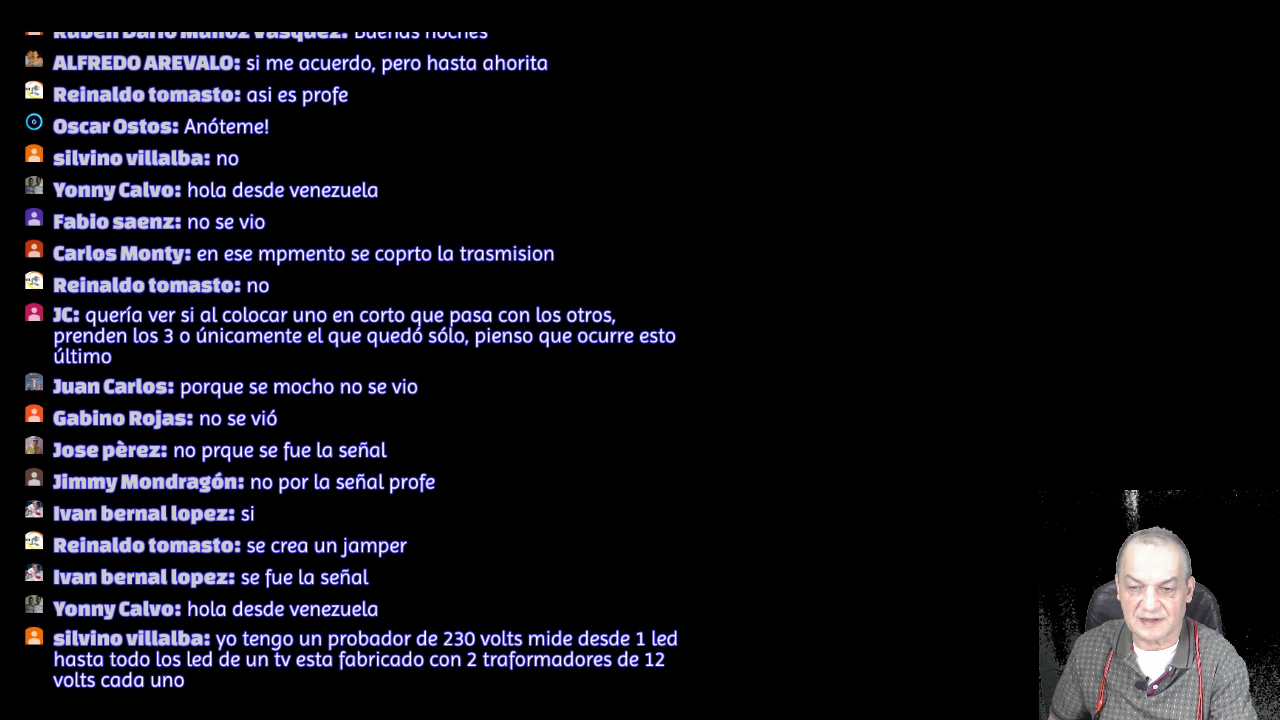 Ruben Dario Muñoz Vasquez: Buenas noches
ALFREDO AREVALO: si me acuerdo, pero hasta ahorita
Reinaldo tomasto: asi es profe
Oscar Ostos: Anóteme!
silvino villalba: no
Yonny Calvo: hola desde venezuela
Fabio saenz: no se vio
Carlos Monty: en ese mpmento se coprto la trasmision
Reinaldo tomasto: no
JC: quería ver si al colocar uno en corto que pasa con los otros,
prenden los 3 o únicamente el que quedó sólo, pienso que ocurre esto
último
Juan Carlos: porque se mocho no se vio
Gabino Rojas: no se vió
Jose pèrez: no prque se fue la señal
Jimmy Mondragón: no por la señal profe
Ivan bernal lopez: si
Reinaldo tomasto: se crea un jamper
Ivan bernal lopez: se fue la señal
Yonny Calvo: hola desde venezuela
silvino villalba: yo tengo un probador de 230 volts mide desde 1 led
hasta todo los led de un tv esta fabricado con 2 traformadores de 12
volts cada uno